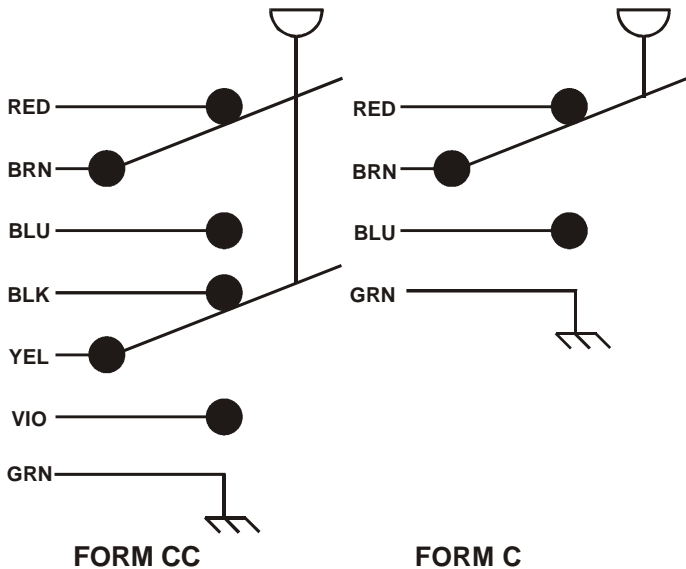 RED
BRN
BLU
BLK
YEL
VIO
GRN
FORM CC
RED
BRN
BLU
GRN
FORM C